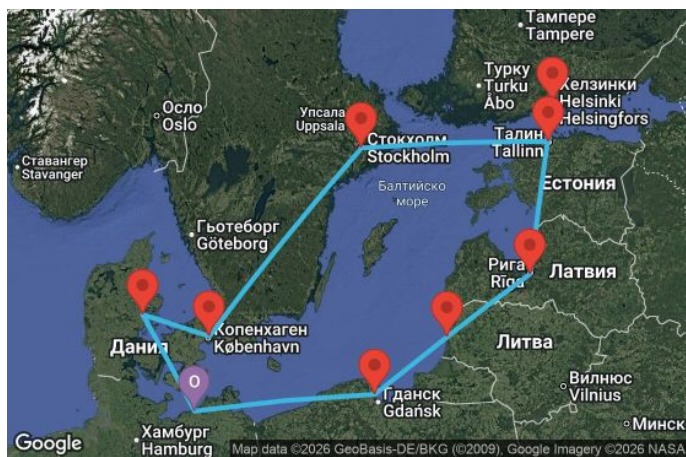 Тампере
Tampere
Турку
Turku
Åbo
Хелзинки
Helsinki
Helsingfors
Осло
Oslo
Упсала
Uppsala
Стокхолм
Stockholm
Талин
Tallinn
Ставангер
Stavanger
Балтийско
море
Естония
Гьотеборг
Göteborg
Рига
Rīga
Латвия
Копенхаген
København
Дания
Литва
O
Гданск
Gdańsk
Вилнюс
Vilnius
Минск
Хамбург
Hamburg
Google
Map data ©2026 GeoBasis-DE/BKG (©2009), Google Imagery ©2026 NASA